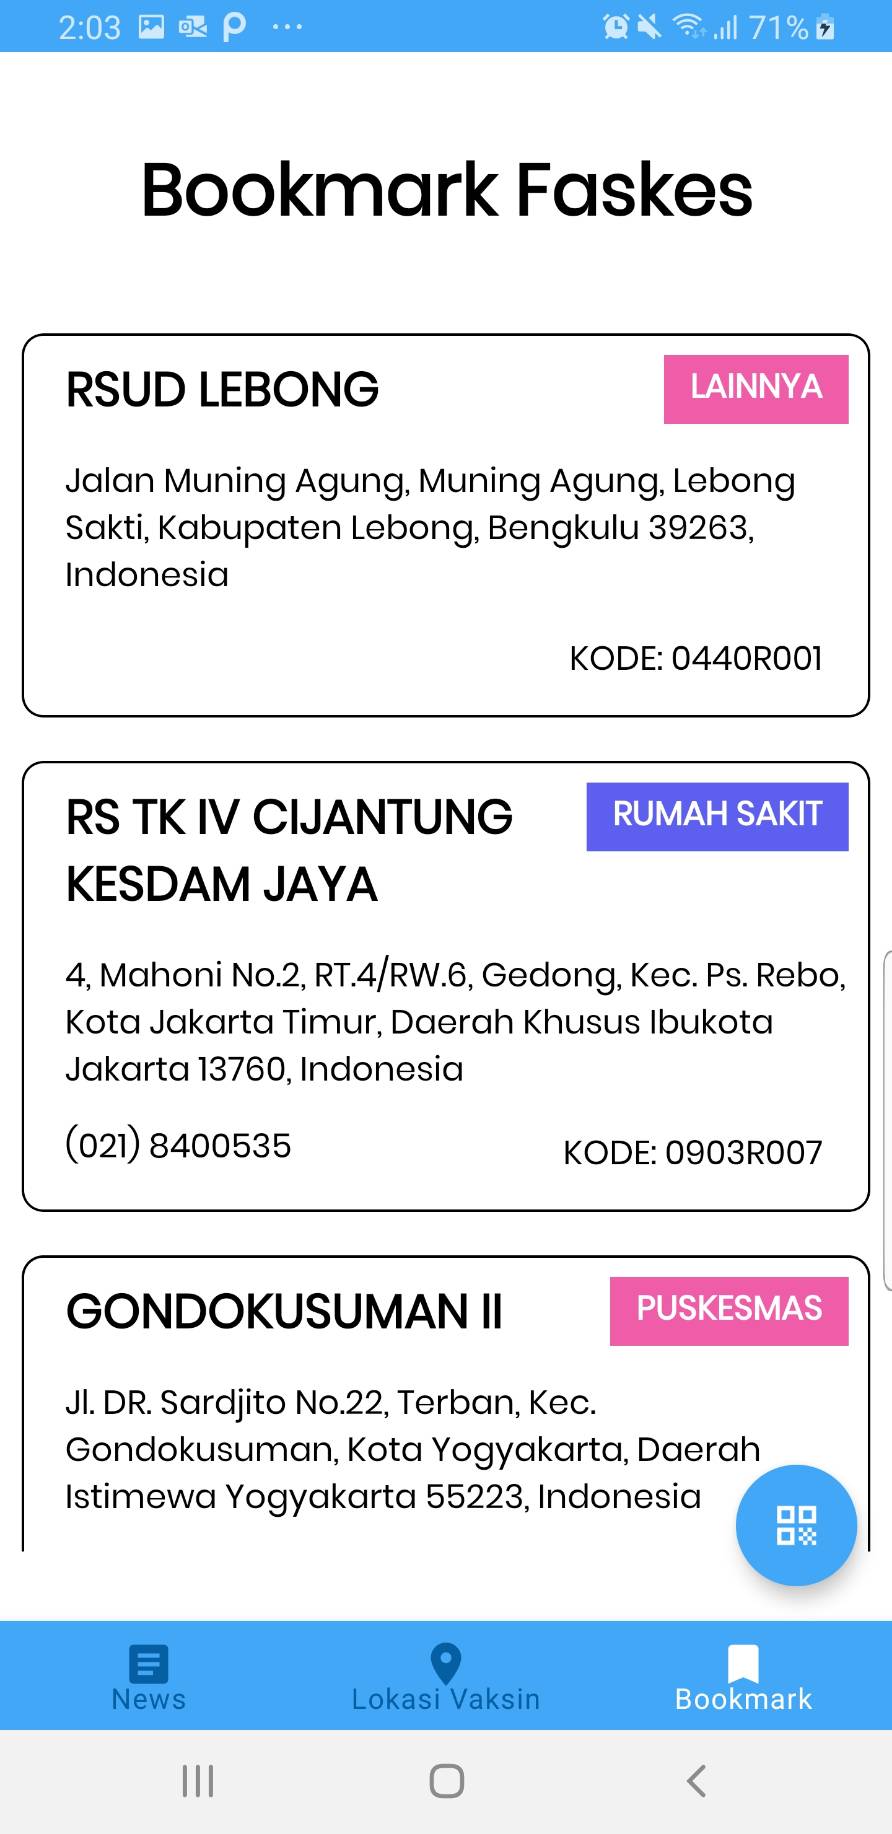 2:03 71%
Bookmark Faskes
RSUD LEBONG
LAINNYA
Jalan Muning Agung, Muning Agung, Lebong
Sakti, Kabupaten Lebong, Bengkulu 39263,
Indonesia
KODE: 0440R001
RS TK IV CIJANTUNG
KESDAM JAYA
RUMAH SAKIT
4, Mahoni No.2, RT.4/RW.6, Gedong, Kec. Ps. Rebo,
Kota Jakarta Timur, Daerah Khusus Ibukota
Jakarta 13760, Indonesia
(021) 8400535
KODE: 0903R007
GONDOKUSUMAN II
PUSKESMAS
Jl. DR. Sardjito No.22, Terban, Kec.
Gondokusuman, Kota Yogyakarta, Daerah
Istimewa Yogyakarta 55223, Indonesia
News
Lokasi Vaksin
Bookmark